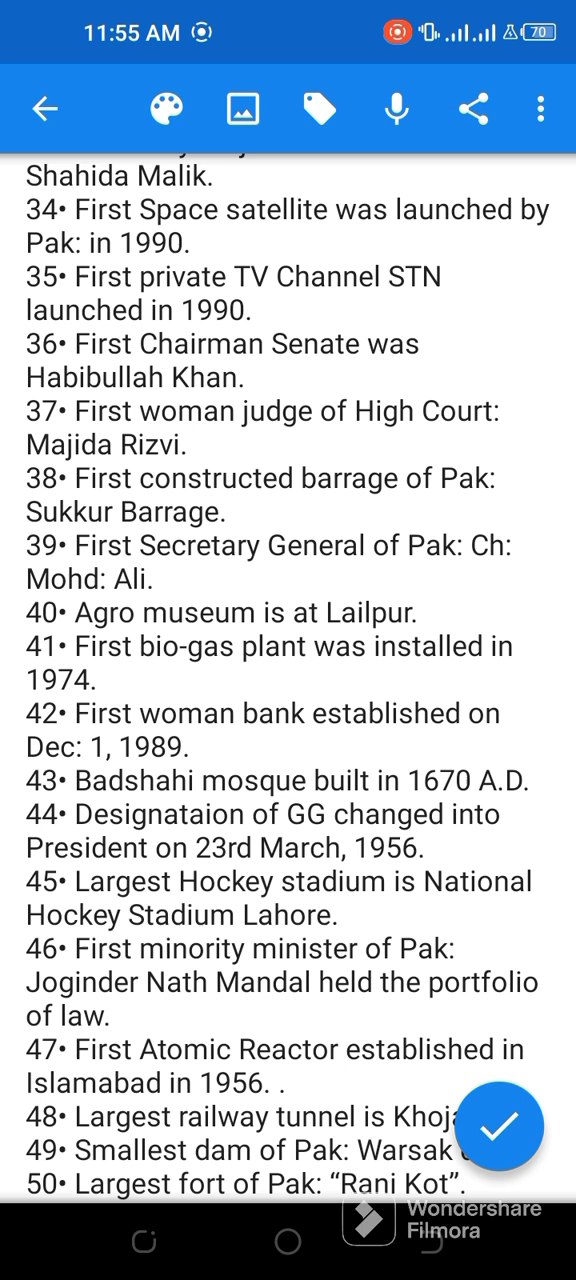 11:55 AM
70
Shahida Malik.
34• First Space satellite was launched by
Pak: in 1990.
35• First private TV Channel STN
launched in 1990.
36• First Chairman Senate was
Habibullah Khan.
37• First woman judge of High Court:
Majida Rizvi.
38• First constructed barrage of Pak:
Sukkur Barrage.
39• First Secretary General of Pak: Ch:
Mohd: Ali.
40• Agro museum is at Lailpur.
41• First bio-gas plant was installed in
1974.
42• First woman bank established on
Dec: 1, 1989.
43• Badshahi mosque built in 1670 A.D.
44• Designataion of GG changed into
President on 23rd March, 1956.
45• Largest Hockey stadium is National
Hockey Stadium Lahore.
46• First minority minister of Pak:
Joginder Nath Mandal held the portfolio
of law.
47• First Atomic Reactor established in
Islamabad in 1956. .
48• Largest railway tunnel is
49• Smallest dam of Pak: Warsak
50• Largest fort of Pak: “Rani Kot”.
Wondershare
Filmora